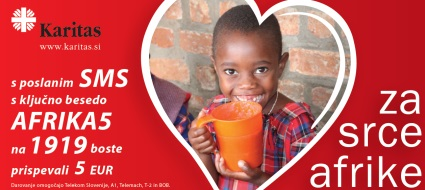 Karitas
www.karitas.si
s poslanim SMS
s ključno besedo
AFRIKA5
na 1919 boste
prispevali 5 EUR
Darovanje omogočajo Telekom Slovenije, A1, Telemach, T-2 in BOB.
za
srce
afrike